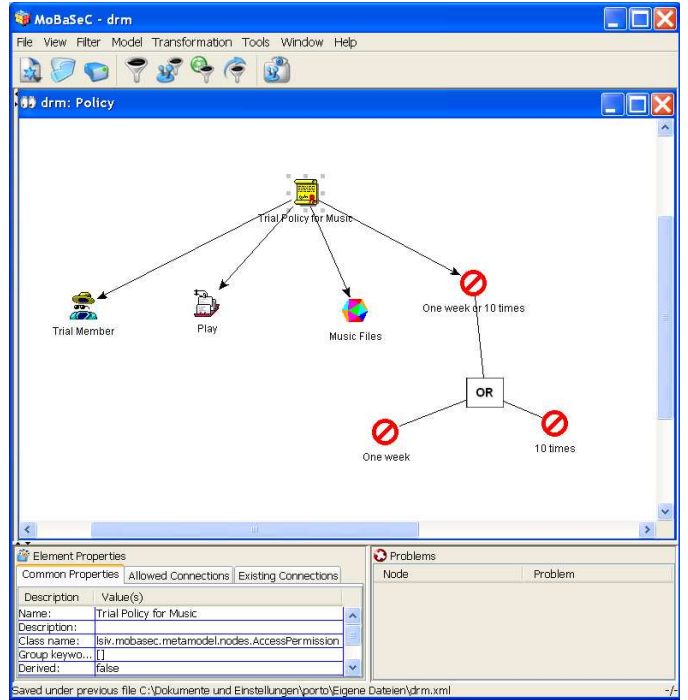 MoBaSeC - drm
File View Filter Model Transformation Tools Window Help
drm: Policy
Trial Policy for Music
Trial Member
Play
Music Files
One week or 10 times
OR
One week
10 times
Element Properties
Common Properties Allowed Connections Existing Connections
Description Value(s)
Name: Trial Policy for Music
Description:
Class name: lsiv.mobasec.metamodel.nodes.AccessPermission
Group keywo... []
Derived: false
Problems
Node Problem
Saved under previous file C:\Dokumente und Einstellungen\porto\Eigene Dateien\drm.xml -/-